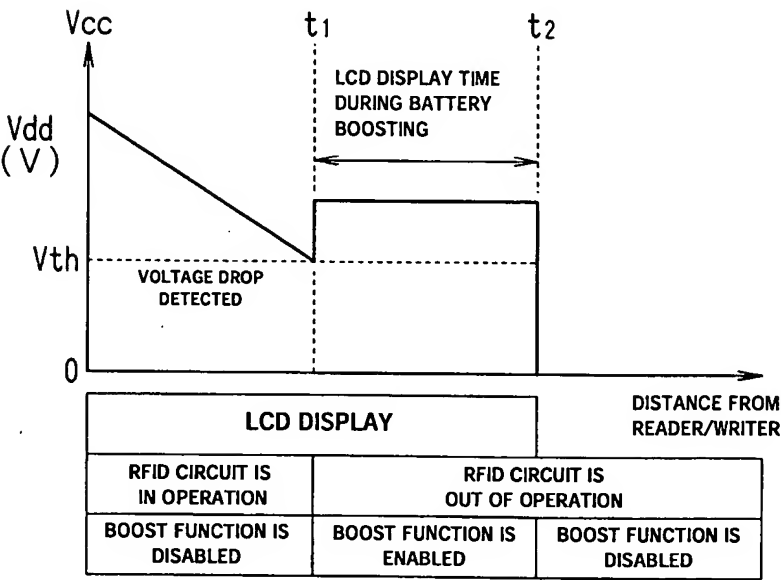 Vcc
t1
t2
LCD DISPLAY TIME
DURING BATTERY
BOOSTING
Vdd
(V)
Vth
VOLTAGE DROP
DETECTED
0
DISTANCE FROM
READER/WRITER
LCD DISPLAY
RFID CIRCUIT IS
IN OPERATION
RFID CIRCUIT IS
OUT OF OPERATION
BOOST FUNCTION IS
DISABLED
BOOST FUNCTION IS
ENABLED
BOOST FUNCTION IS
DISABLED